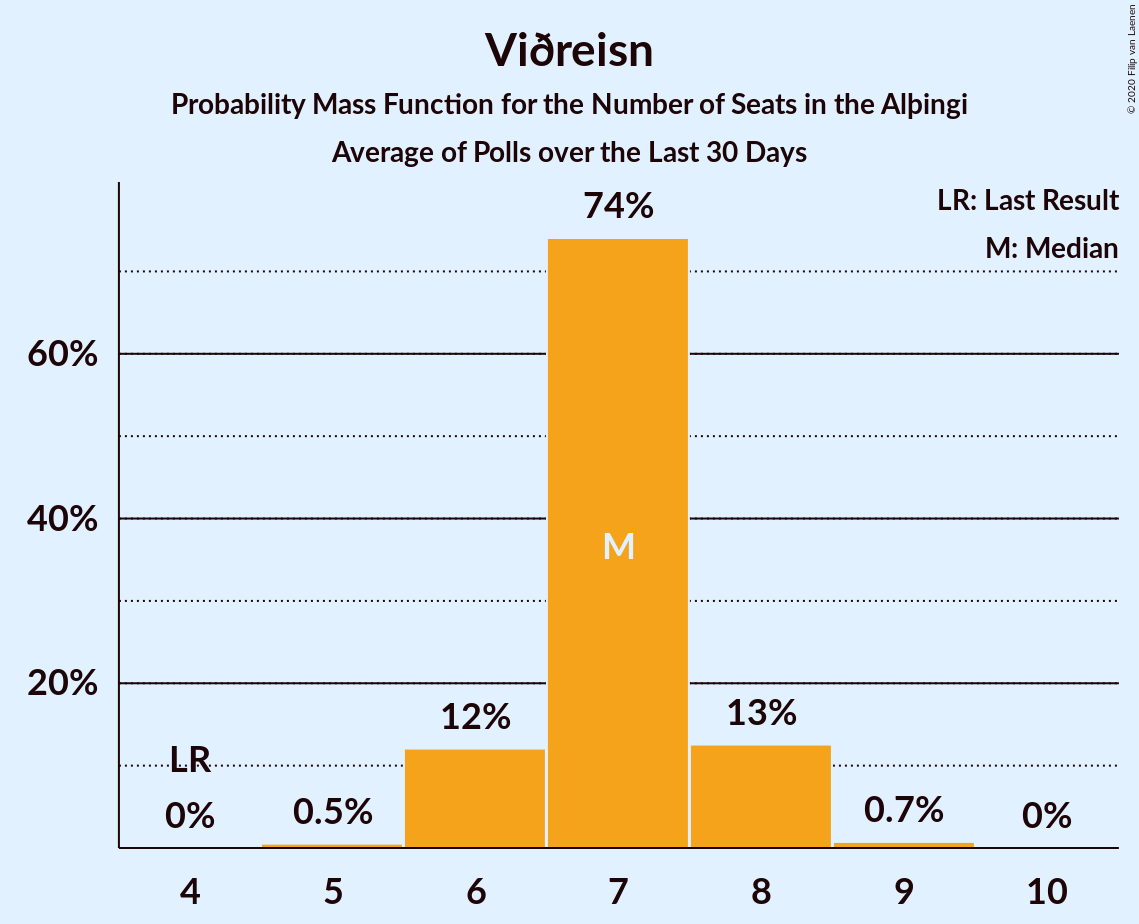 Viðreisn
Probability Mass Function for the Number of Seats in the Alþingi
Average of Polls over the Last 30 Days
© 2020 Filip van Laenen
LR: Last Result
M: Median
74%
60%
40%
20%
M
12%
13%
LR
0%
0.5%
0.7%
0%
4 5 6 7 8 9 10